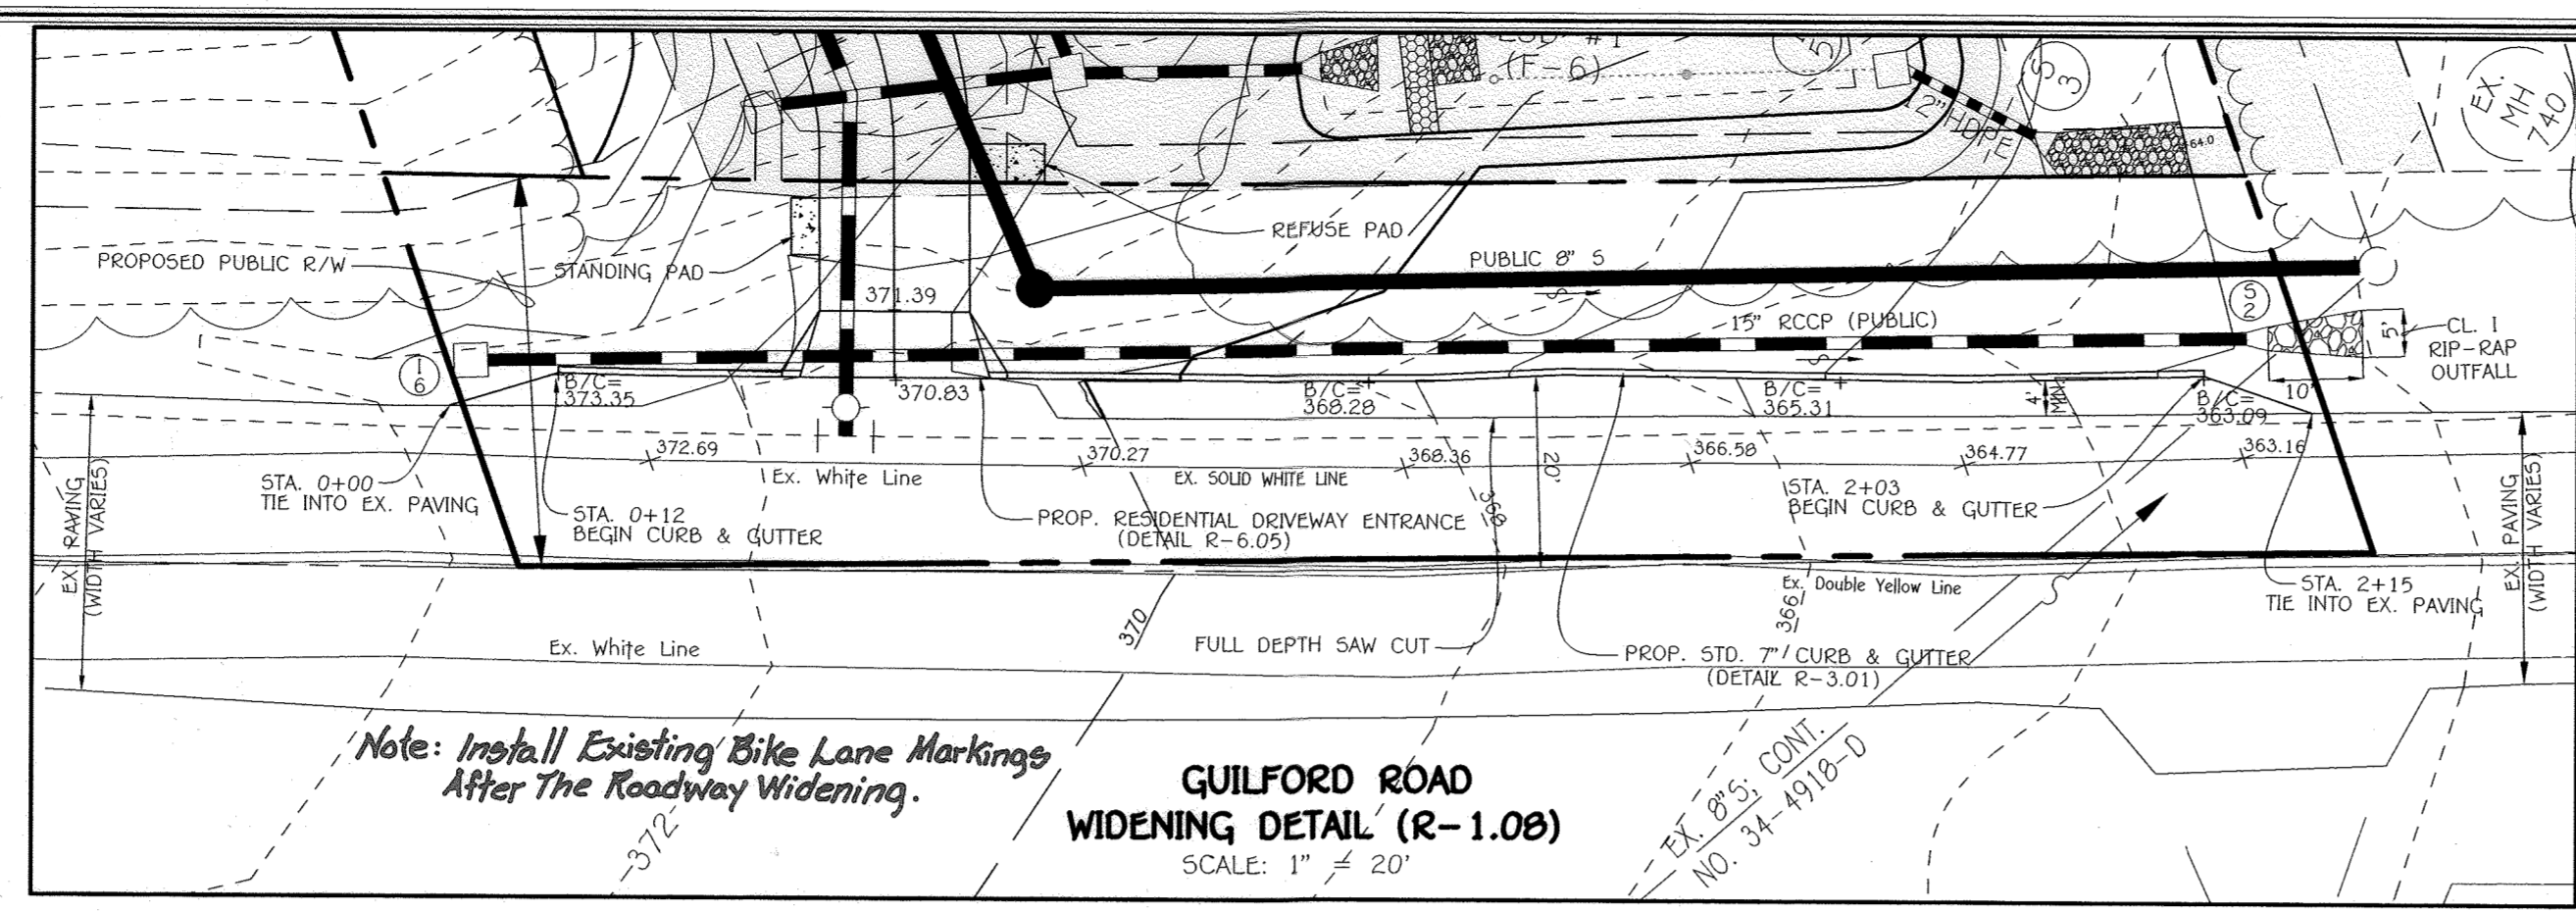 (F-6)
12" HDPE
S
3
EX.
MH
740
64.0
REFUSE PAD
PROPOSED PUBLIC R/W
STANDING PAD
PUBLIC 8" S
371.39
S
2
15" RCCP (PUBLIC)
5'
CL. I
RIP-RAP
OUTFALL
I
6
B/C=
373.35
370.83
B/C=
368.28
B/C=
365.31
4'
MIN.
B/C=
363.09
10'
372.69
370.27
368.36
366.58
364.77
363.16
Ex. White Line
EX. SOLID WHITE LINE
20'
368
STA. 0+00
TIE INTO EX. PAVING
EX. PAVING
(WIDTH VARIES)
STA. 0+12
BEGIN CURB & GUTTER
PROP. RESIDENTIAL DRIVEWAY ENTRANCE
(DETAIL R-6.05)
STA. 2+03
BEGIN CURB & GUTTER
EX. PAVING
(WIDTH VARIES)
Ex. Double Yellow Line
STA. 2+15
TIE INTO EX. PAVING
370
366
Ex. White Line
FULL DEPTH SAW CUT
PROP. STD. 7" CURB & GUTTER
(DETAIL R-3.01)
Note: Install Existing Bike Lane Markings
After The Roadway Widening.
372
GUILFORD ROAD
WIDENING DETAIL (R-1.08)
SCALE: 1" = 20'
EX. 8"S; CONT.
NO. 34-4918-D